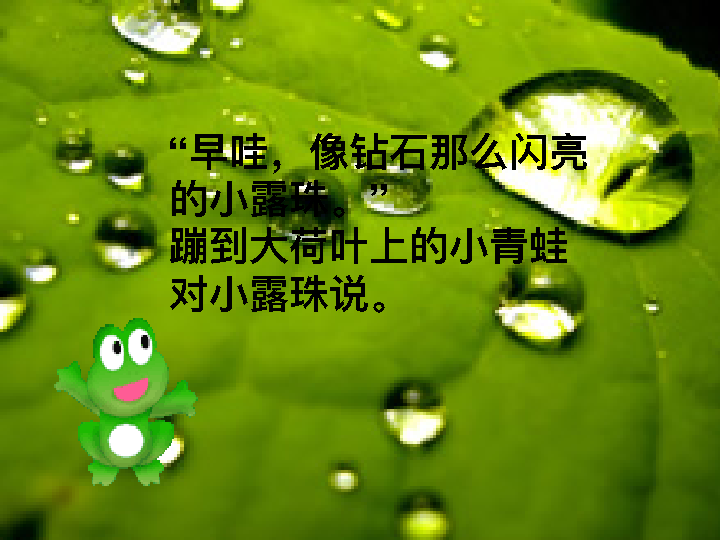 “早哇，像钻石那么闪亮
的小露珠。”
蹦到大荷叶上的小青蛙
对小露珠说。